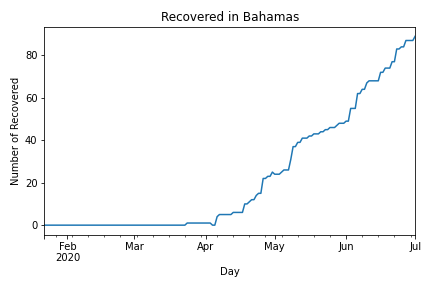 Recovered in Bahamas
Number of Recovered
80
60
40
20
0
Feb
2020
Mar
Apr
May
Jun
Jul
Day